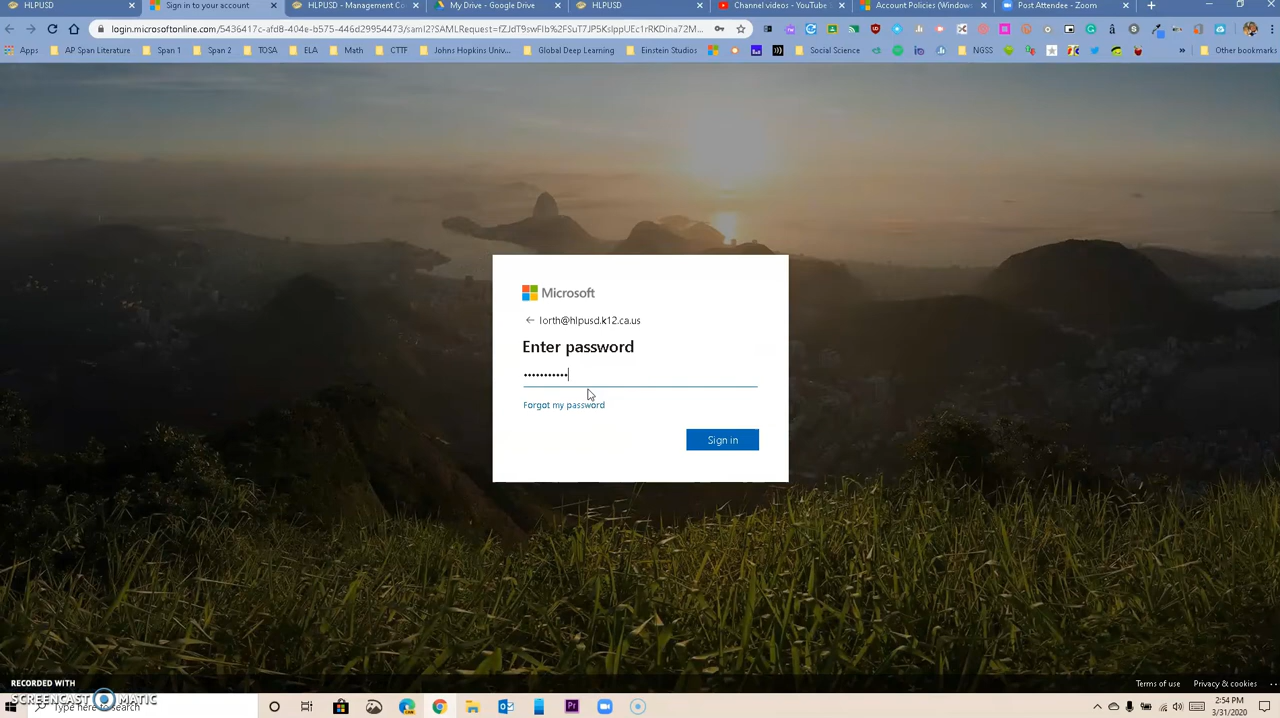 HLPUSD
Sign in to your account
HLPUSD - Management Co
My Drive - Google Drive
HLPUSD
Channel videos - YouTube
Account Policies (Window
Post Attendee - Zoom
Apps
AP Span Literature
Span 1
Span 2
TOSA
ELA
Math
CTTF
Johns Hopkins Univ...
Global Deep Learning
Einstein Studios
Social Science
NGSS
Other bookmarks
Microsoft
lorth@hlpusd.k12.ca.us
Enter password
•••••••••••
Forgot my password
Sign in
RECORDED WITH
SCREENCAST MATIC
Terms of use
Privacy & cookies
2:54 PM
3/31/2020